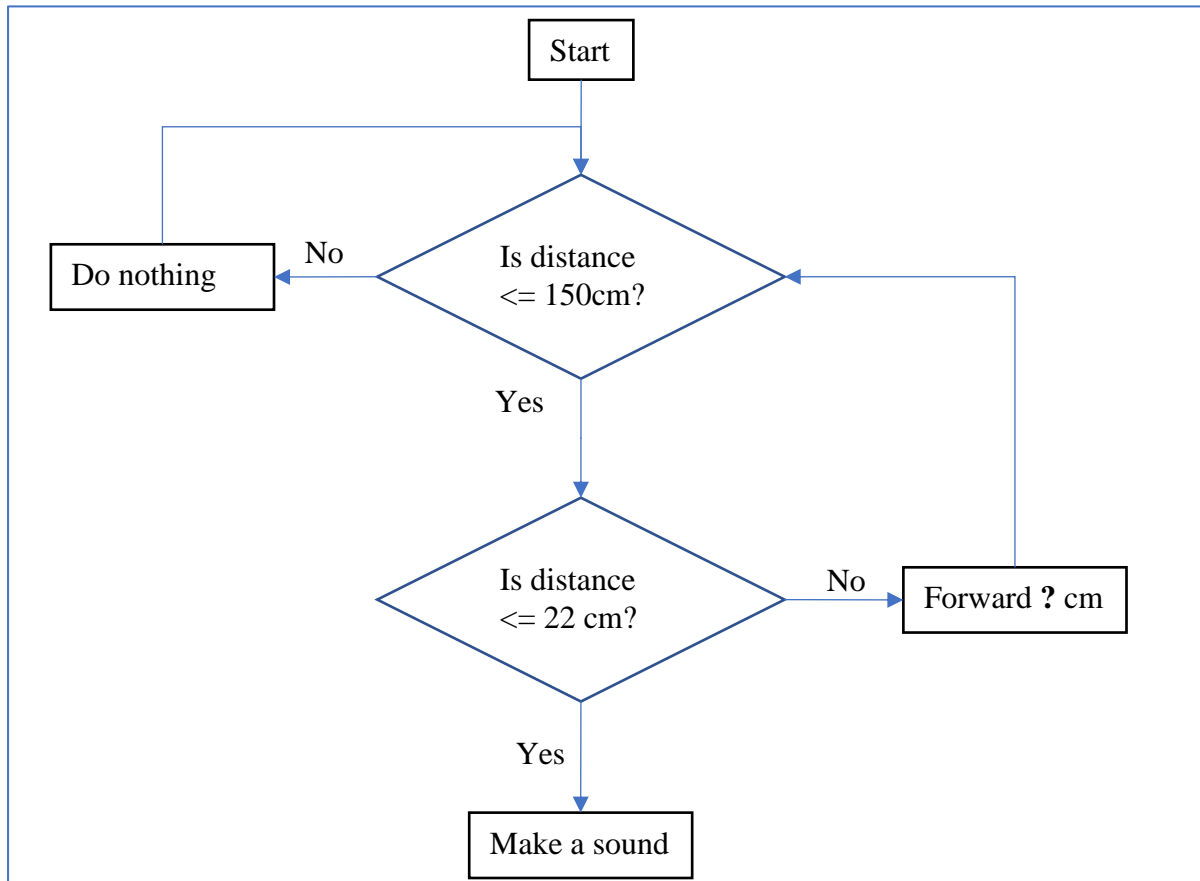 Start
No
Do nothing
Is distance
<= 150cm?
Yes
Is distance
<= 22 cm?
No
Forward ? cm
Yes
Make a sound